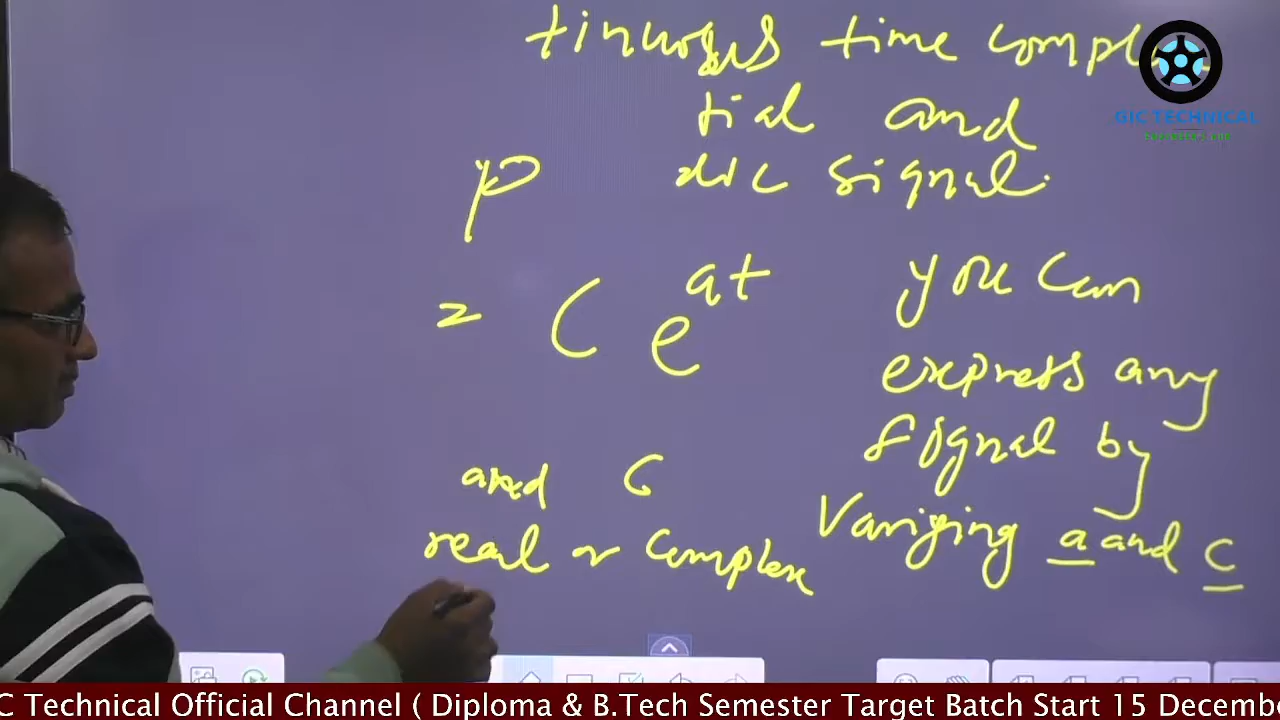 tinuous time compl
tial and
GIC TECHNICAL
p dic signal.
= C e^at you can
express any
signal by
and C
Varying a and c
real or complex
C Technical Official Channel ( Diploma & B.Tech Semester Target Batch Start 15 Decembe